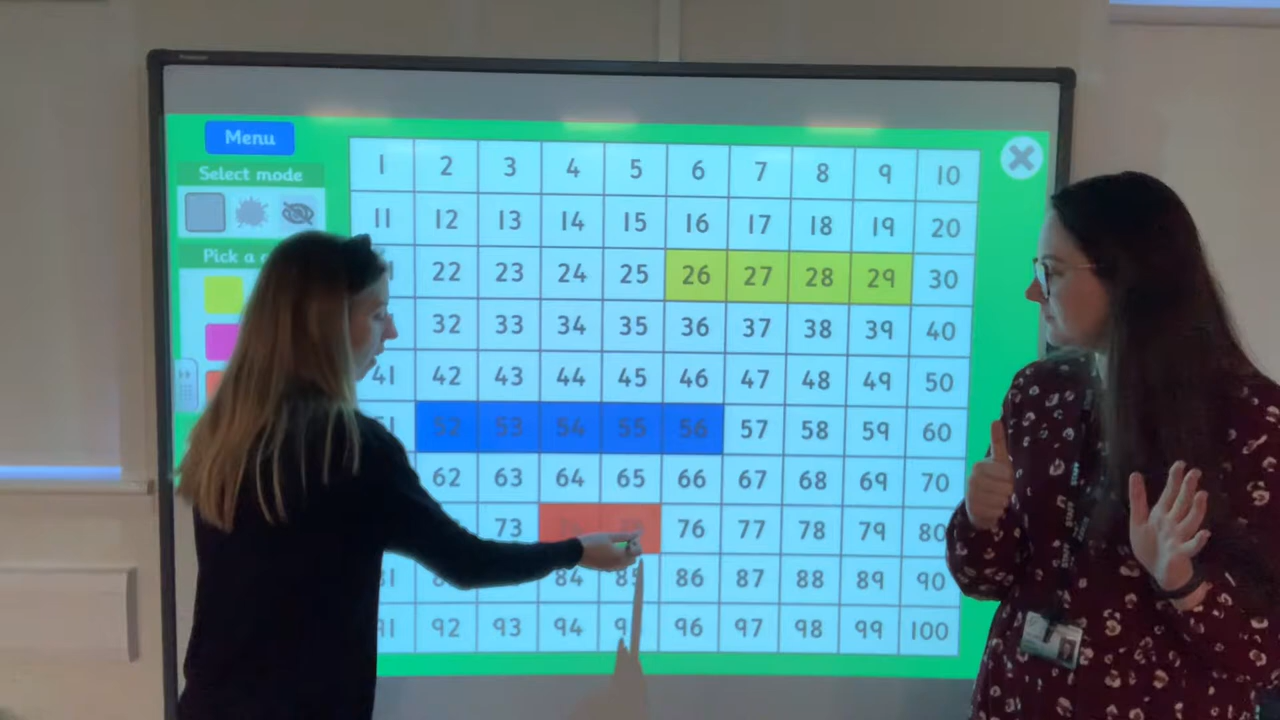 Menu
Select mode
Pick a
1 2 3 4 5 6 7 8 9 10
11 12 13 14 15 16 17 18 19 20
22 23 24 25 26 27 28 29 30
32 33 34 35 36 37 38 39 40
41 42 43 44 45 46 47 48 49 50
52 53 54 55 56 57 58 59 60
62 63 64 65 66 67 68 69 70
73 76 77 78 79 80
84 86 87 88 89 90
91 92 93 94 96 97 98 99 100